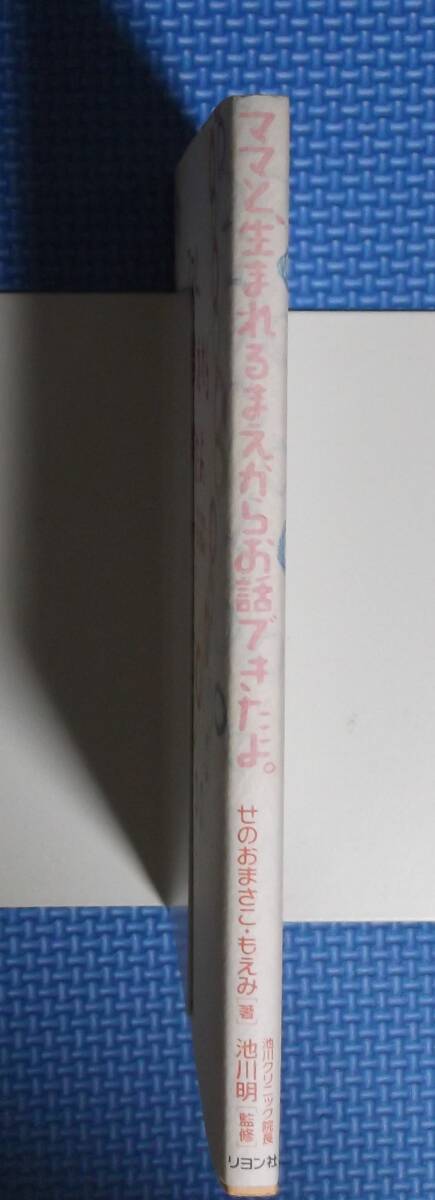 ママと、生まれるまえからお話できたよ。
せのおまさこ・もえみ[著]
池川クリニック院長
池川明[監修]
リヨン社